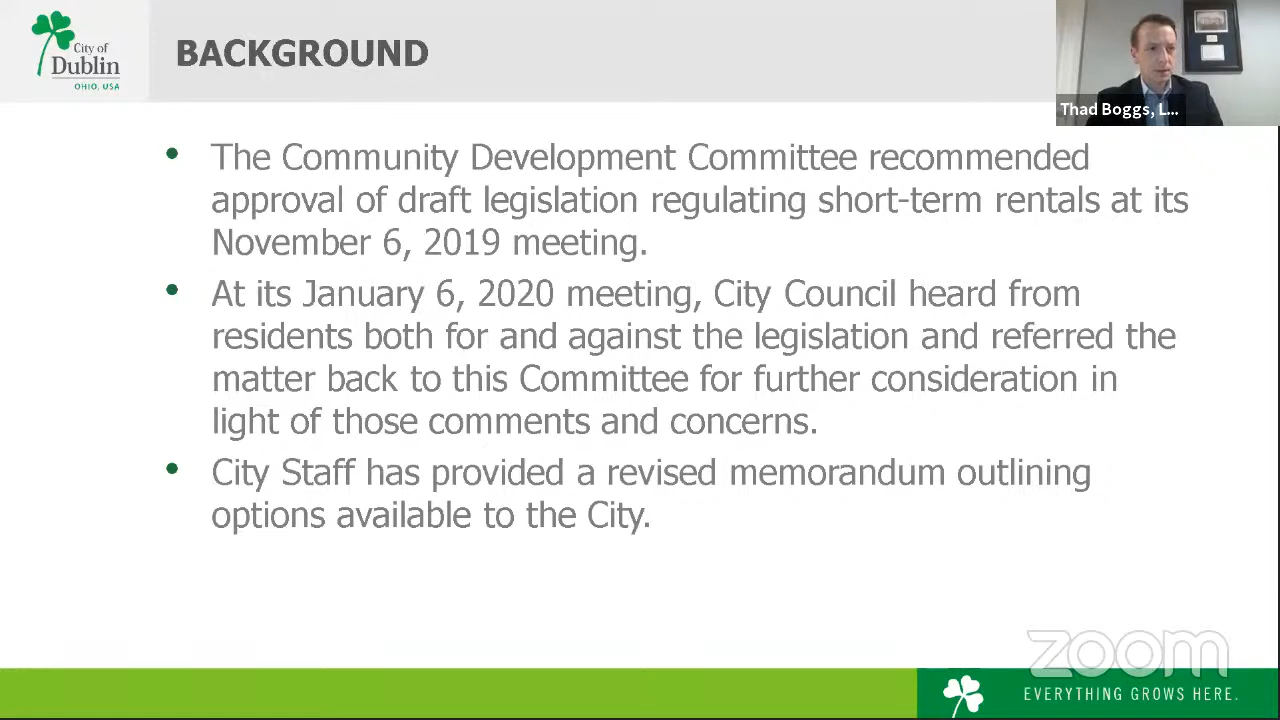 City of
Dublin
OHIO, USA
BACKGROUND
Thad Boggs, L...
• The Community Development Committee recommended
approval of draft legislation regulating short-term rentals at its
November 6, 2019 meeting.
• At its January 6, 2020 meeting, City Council heard from
residents both for and against the legislation and referred the
matter back to this Committee for further consideration in
light of those comments and concerns.
• City Staff has provided a revised memorandum outlining
options available to the City.
zoom
EVERYTHING GROWS HERE.